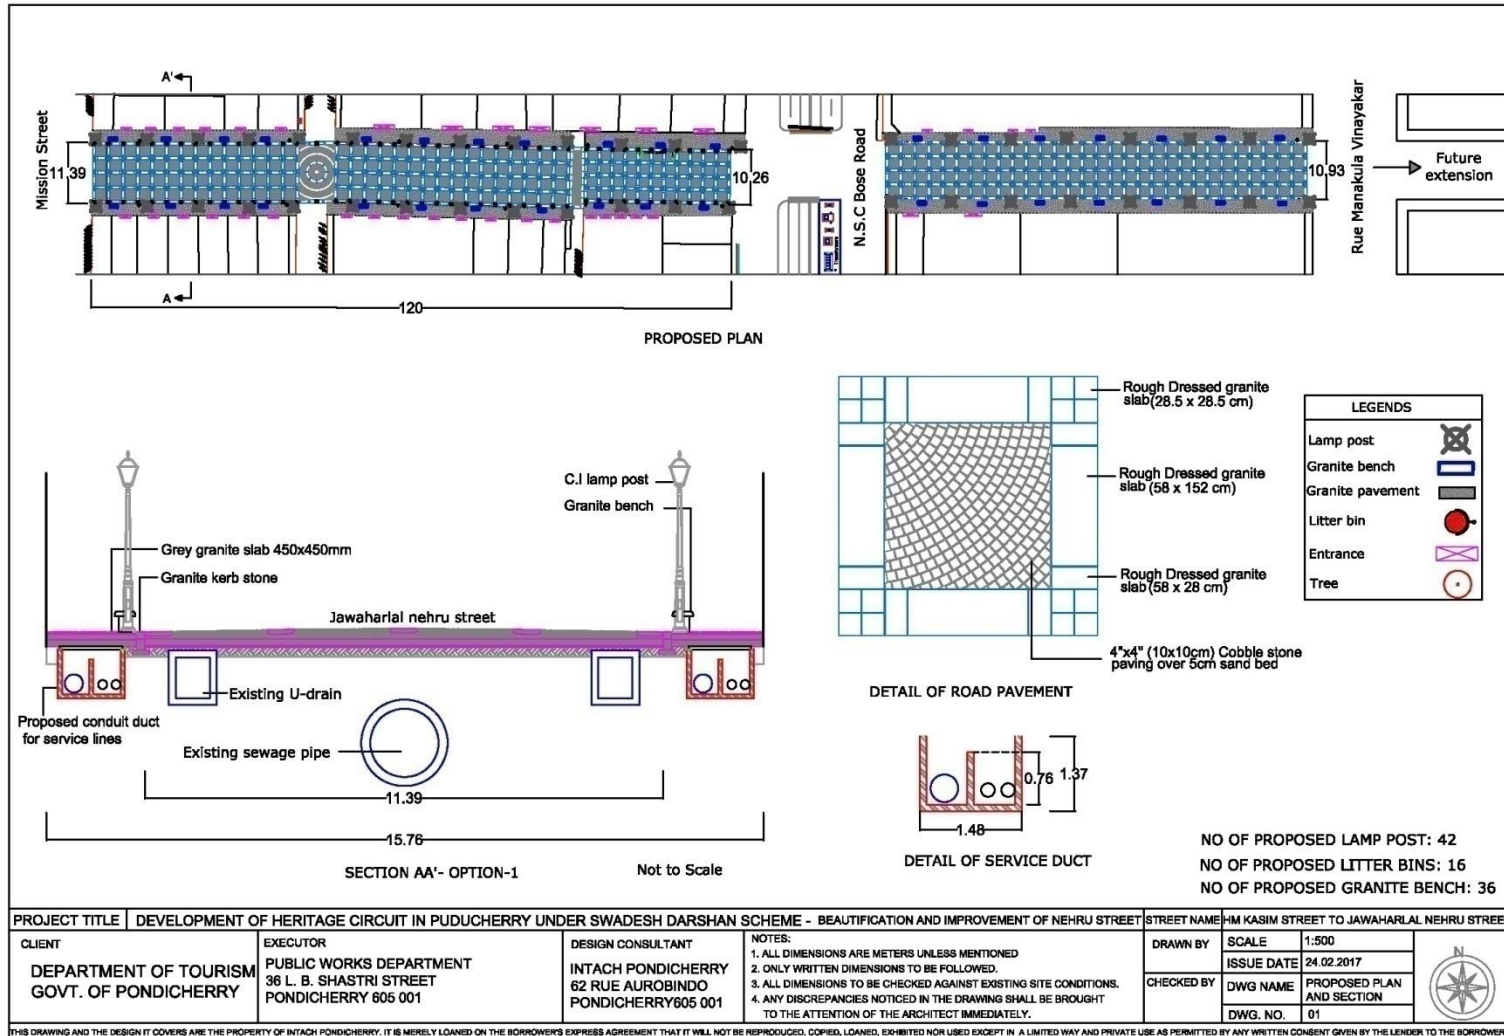 A'
Mission Street
11.39
10.26
N.S.C Bose Road
10.93
Rue Manakula Vinayakar
Future
extension
A
120
PROPOSED PLAN
Rough Dressed granite
slab(28.5 x 28.5 cm)
Rough Dressed granite
slab (58 x 152 cm)
Rough Dressed granite
slab(58 x 28 cm)
4"x4" (10x10cm) Cobble stone
paving over 5cm sand bed
DETAIL OF ROAD PAVEMENT
LEGENDS
Lamp post
Granite bench
Granite pavement
Litter bin
Entrance
Tree
C.I lamp post
Granite bench
Grey granite slab 450x450mm
Granite kerb stone
Jawaharlal nehru street
Existing U-drain
Proposed conduit duct
for service lines
Existing sewage pipe
11.39
15.76
SECTION AA'- OPTION-1
Not to Scale
0.76
1.37
1.48
DETAIL OF SERVICE DUCT
NO OF PROPOSED LAMP POST: 42
NO OF PROPOSED LITTER BINS: 16
NO OF PROPOSED GRANITE BENCH: 36
PROJECT TITLE
DEVELOPMENT OF HERITAGE CIRCUIT IN PUDUCHERRY UNDER SWADESH DARSHAN SCHEME - BEAUTIFICATION AND IMPROVEMENT OF NEHRU STREET
STREET NAME
HM KASIM STREET TO JAWAHARLAL NEHRU STREE
CLIENT
DEPARTMENT OF TOURISM
GOVT. OF PONDICHERRY
EXECUTOR
PUBLIC WORKS DEPARTMENT
36 L. B. SHASTRI STREET
PONDICHERRY 605 001
DESIGN CONSULTANT
INTACH PONDICHERRY
62 RUE AUROBINDO
PONDICHERRY605 001
NOTES:
1. ALL DIMENSIONS ARE METERS UNLESS MENTIONED
2. ONLY WRITTEN DIMENSIONS TO BE FOLLOWED.
3. ALL DIMENSIONS TO BE CHECKED AGAINST EXISTING SITE CONDITIONS.
4. ANY DISCREPANCIES NOTICED IN THE DRAWING SHALL BE BROUGHT
TO THE ATTENTION OF THE ARCHITECT IMMEDIATELY.
DRAWN BY
CHECKED BY
SCALE
1:500
ISSUE DATE
24.02.2017
DWG NAME
PROPOSED PLAN
AND SECTION
DWG. NO.
01
N
THIS DRAWING AND THE DESIGN IT COVERS ARE THE PROPERTY OF INTACH PONDICHERRY. IT IS MERELY LOANED ON THE BORROWER'S EXPRESS AGREEMENT THAT IT WILL NOT BE REPRODUCED, COPIED, LOANED, EXHIBITED NOR USED EXCEPT IN A LIMITED WAY AND PRIVATE USE AS PERMITTED BY ANY WRITTEN CONSENT GIVEN BY THE LENDER TO THE BORROWER